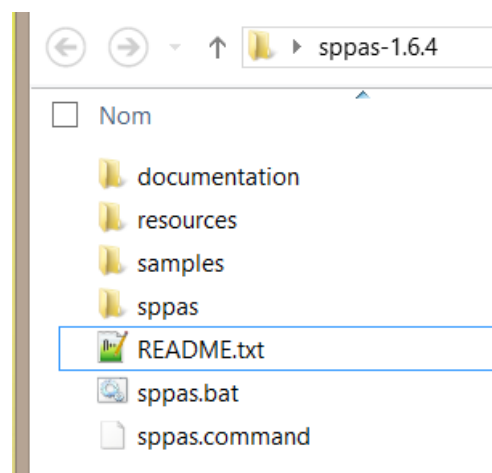 sppas-1.6.4
Nom
documentation
resources
samples
sppas
README.txt
sppas.bat
sppas.command